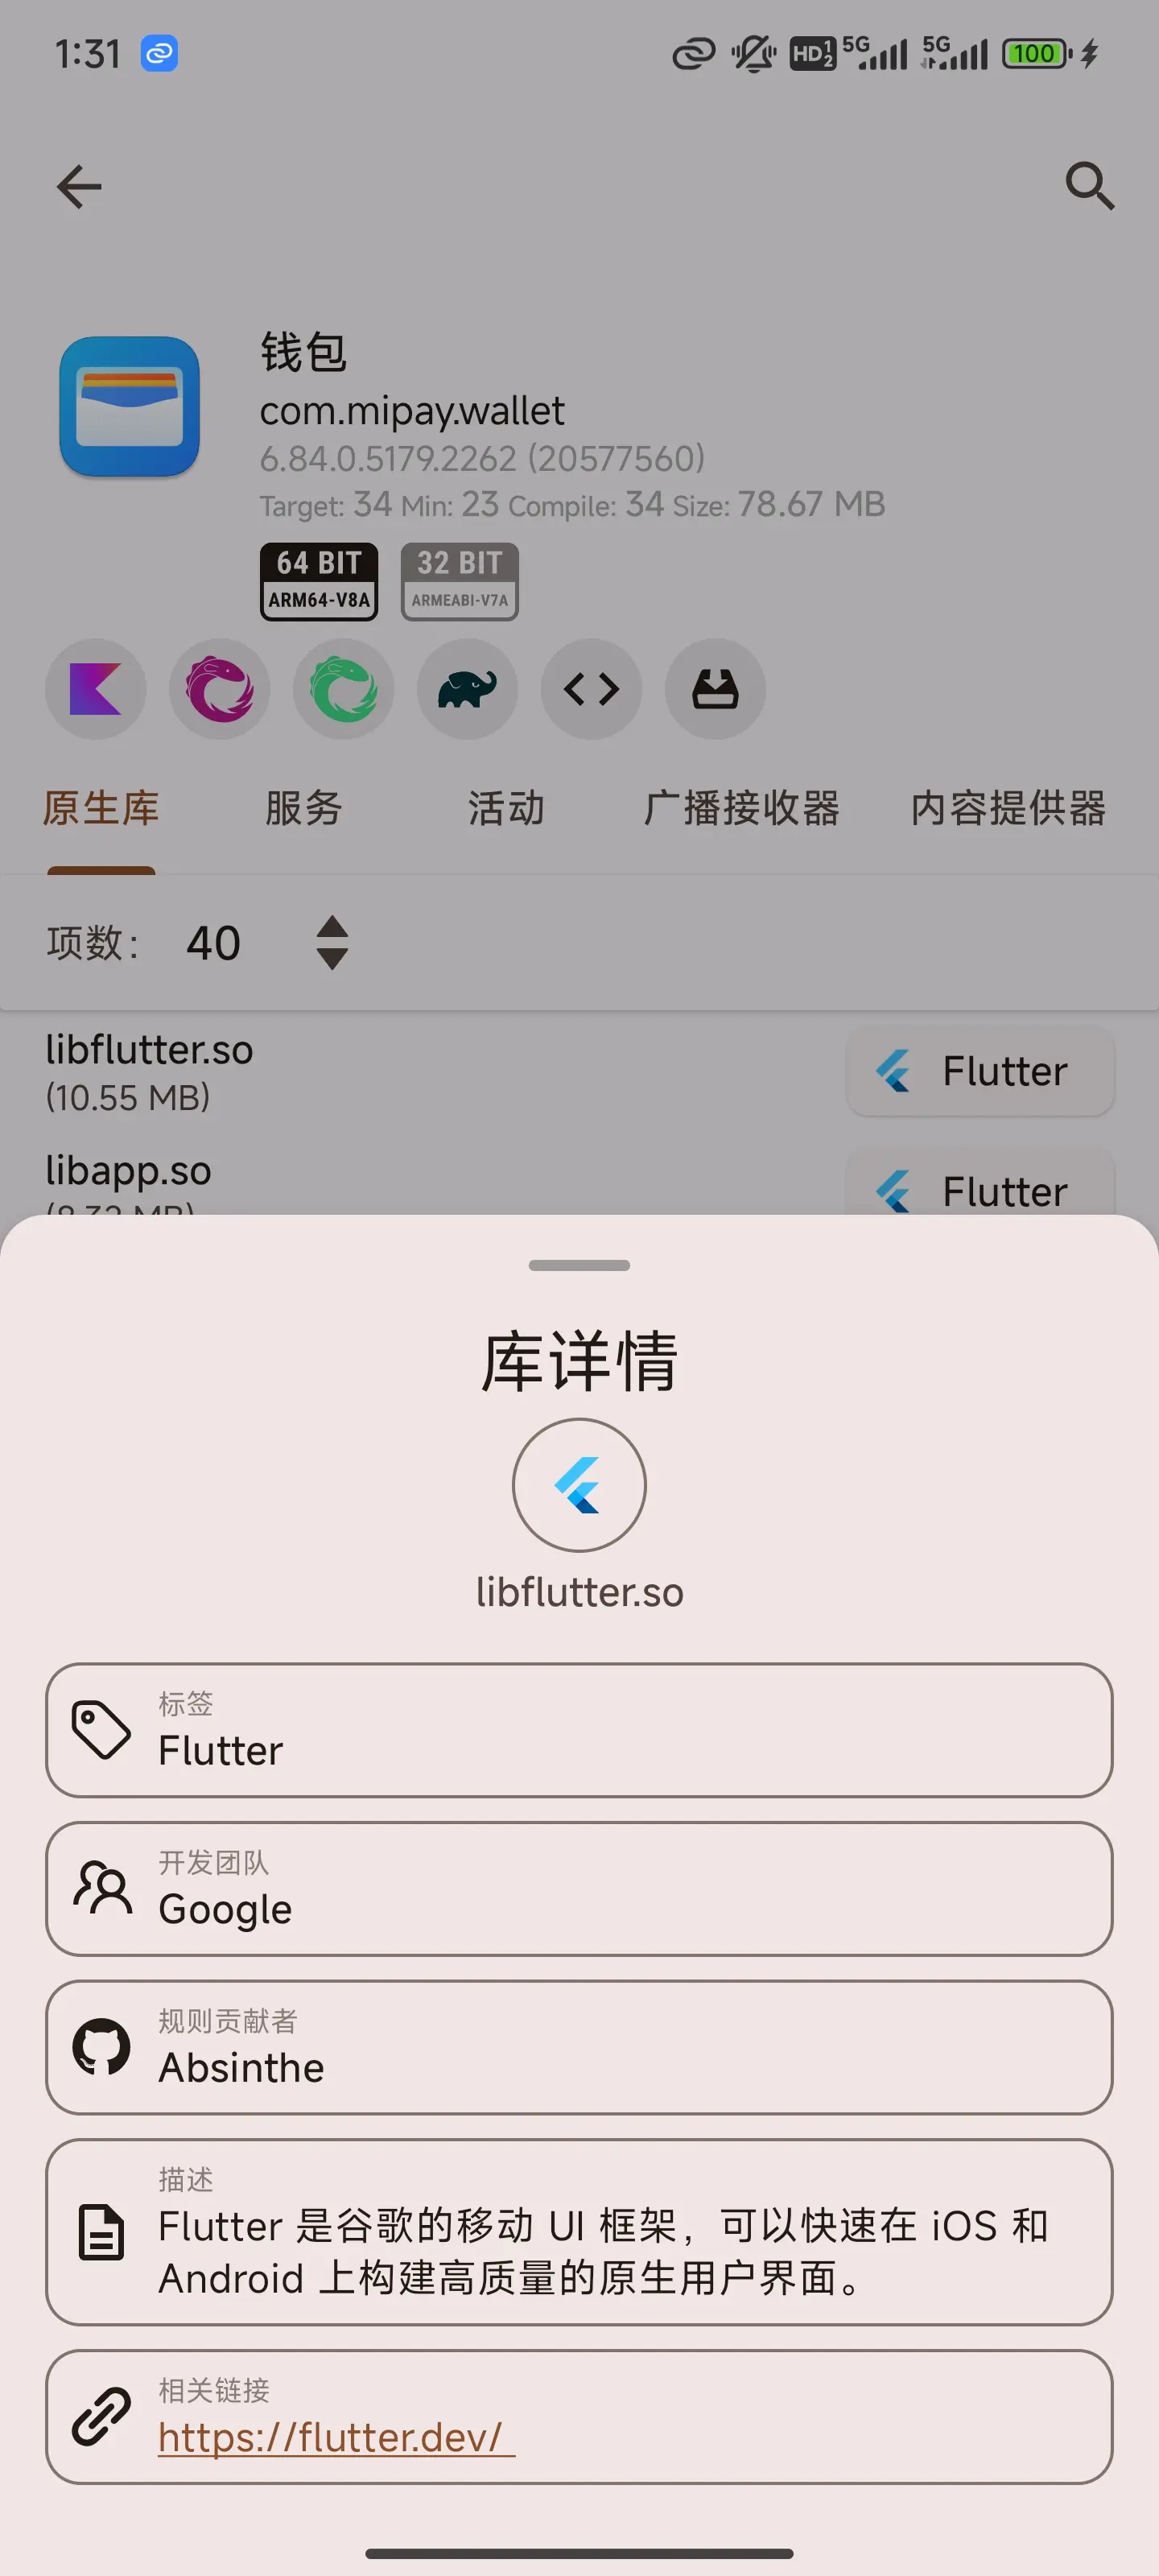 1:31
HD 1 2 5G 5G 100
钱包
com.mipay.wallet
6.84.0.5179.2262 (20577560)
Target: 34 Min: 23 Compile: 34 Size: 78.67 MB
64 BIT 32 BIT
ARM64-V8A ARMEABI-V7A
原生库 服务 活动 广播接收器 内容提供器
项数： 40
libflutter.so
(10.55 MB)
Flutter
libapp.so
Flutter
库详情
libflutter.so
标签
Flutter
开发团队
Google
规则贡献者
Absinthe
描述
Flutter 是谷歌的移动 UI 框架，可以快速在 iOS 和
Android 上构建高质量的原生用户界面。
相关链接
https://flutter.dev/